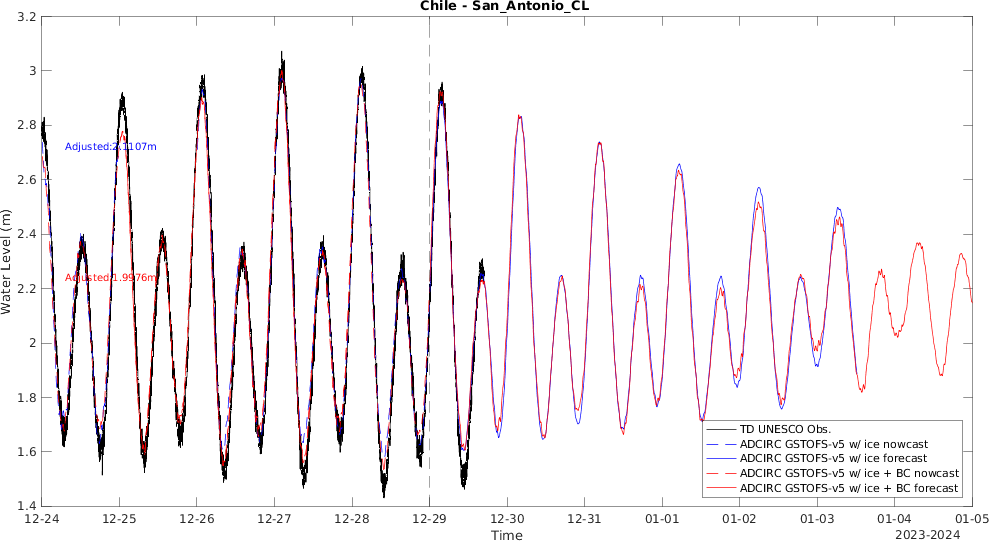 Chile - San_Antonio_CL
3.2
3
2.8
2.6
2.4
2.2
2
1.8
1.6
1.4
Water Level (m)
Adjusted:2.1107m
Adjusted:1.9976m
TD UNESCO Obs.
ADCIRC GSTOFS-v5 w/ ice nowcast
ADCIRC GSTOFS-v5 w/ ice forecast
ADCIRC GSTOFS-v5 w/ ice + BC nowcast
ADCIRC GSTOFS-v5 w/ ice + BC forecast
12-24 12-25 12-26 12-27 12-28 12-29 12-30 12-31 01-01 01-02 01-03 01-04 01-05
Time
2023-2024